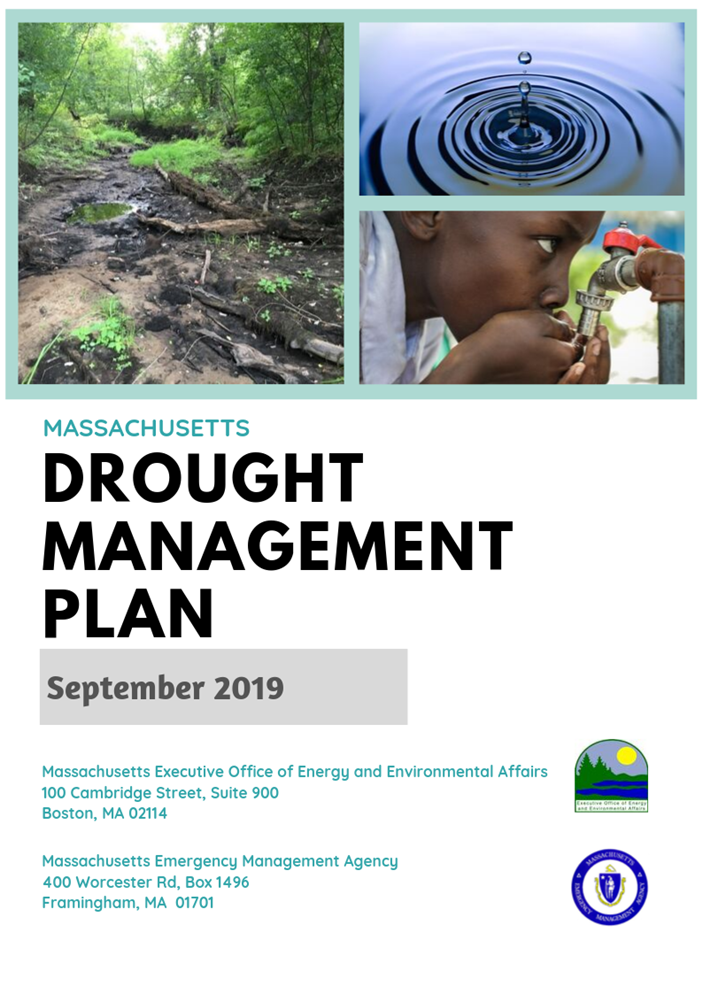 MASSACHUSETTS
DROUGHT
MANAGEMENT
PLAN
September 2019
Massachusetts Executive Office of Energy and Environmental Affairs
100 Cambridge Street, Suite 900
Boston, MA 02114
Executive Office of Energy
and Environmental Affairs
Massachusetts Emergency Management Agency
400 Worcester Rd, Box 1496
Framingham, MA 01701
MASSACHUSETTS
EMERGENCY MANAGEMENT AGENCY